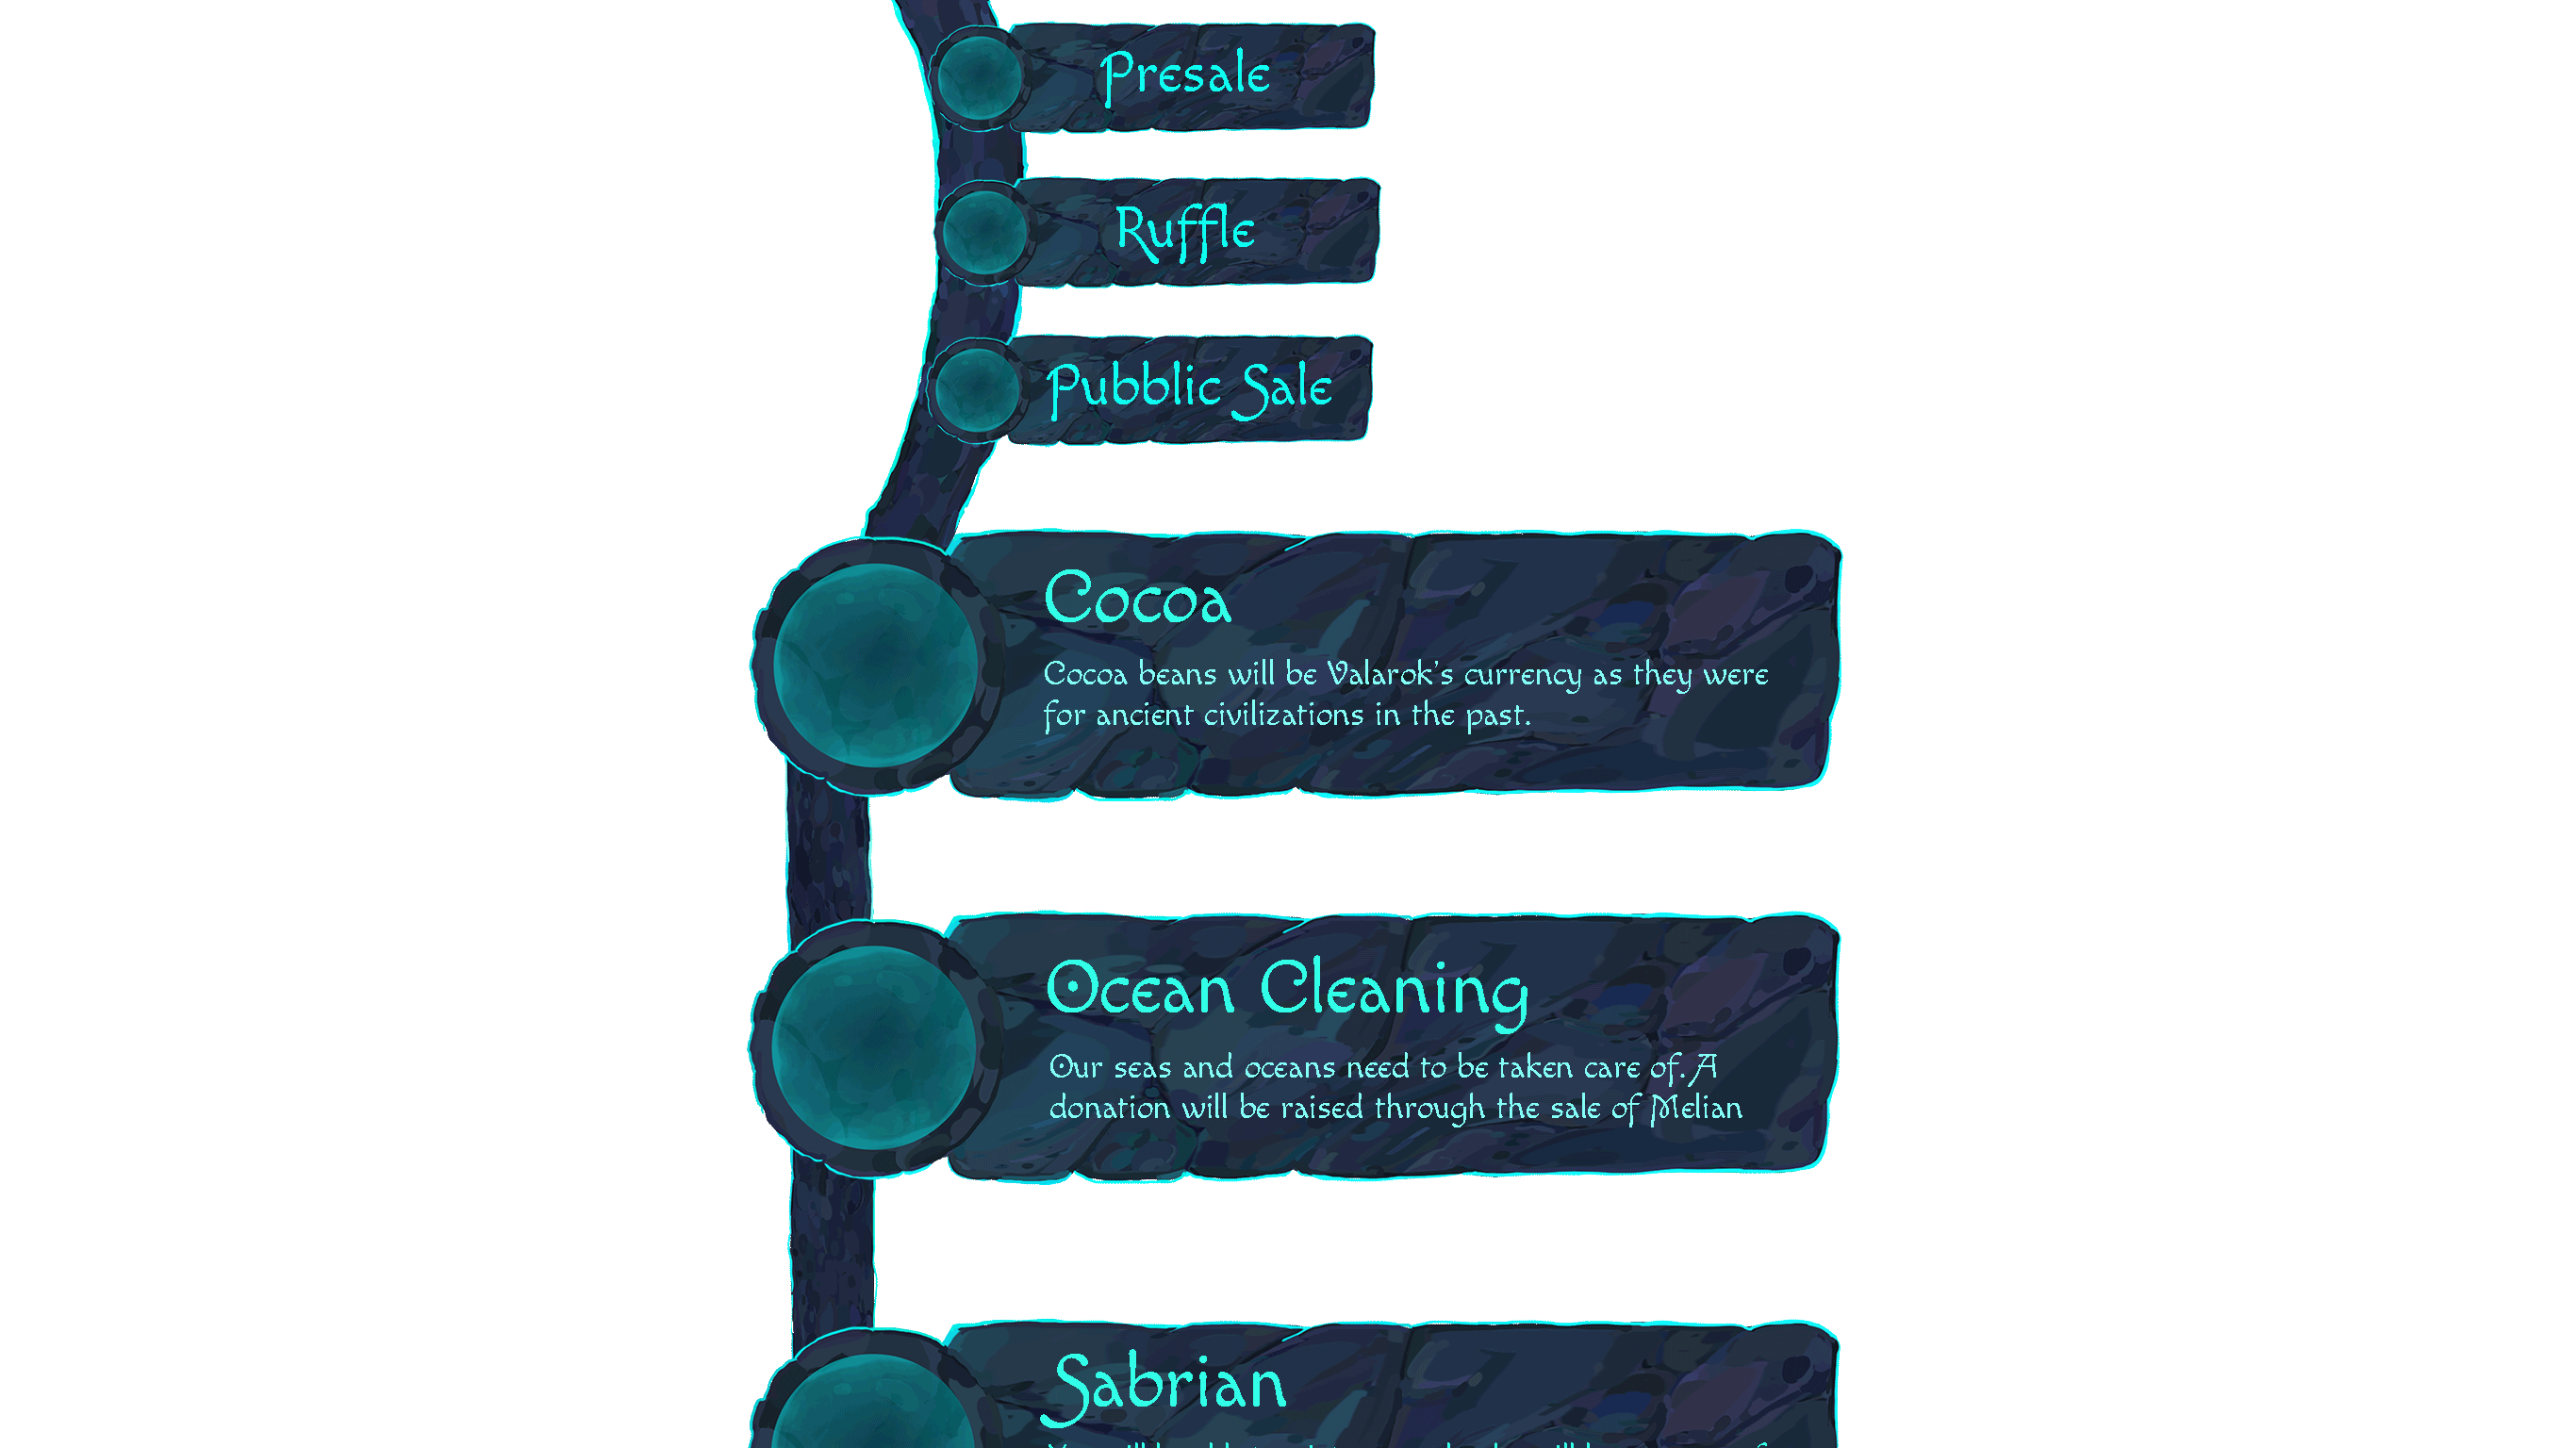 Presale
Ruffle
Pubblic Sale
Cocoa
Cocoa beans will be Valarok's currency as they were
for ancient civilizations in the past.
Ocean Cleaning
Our seas and oceans need to be taken care of. A
donation will be raised through the sale of Melian
Sabrian